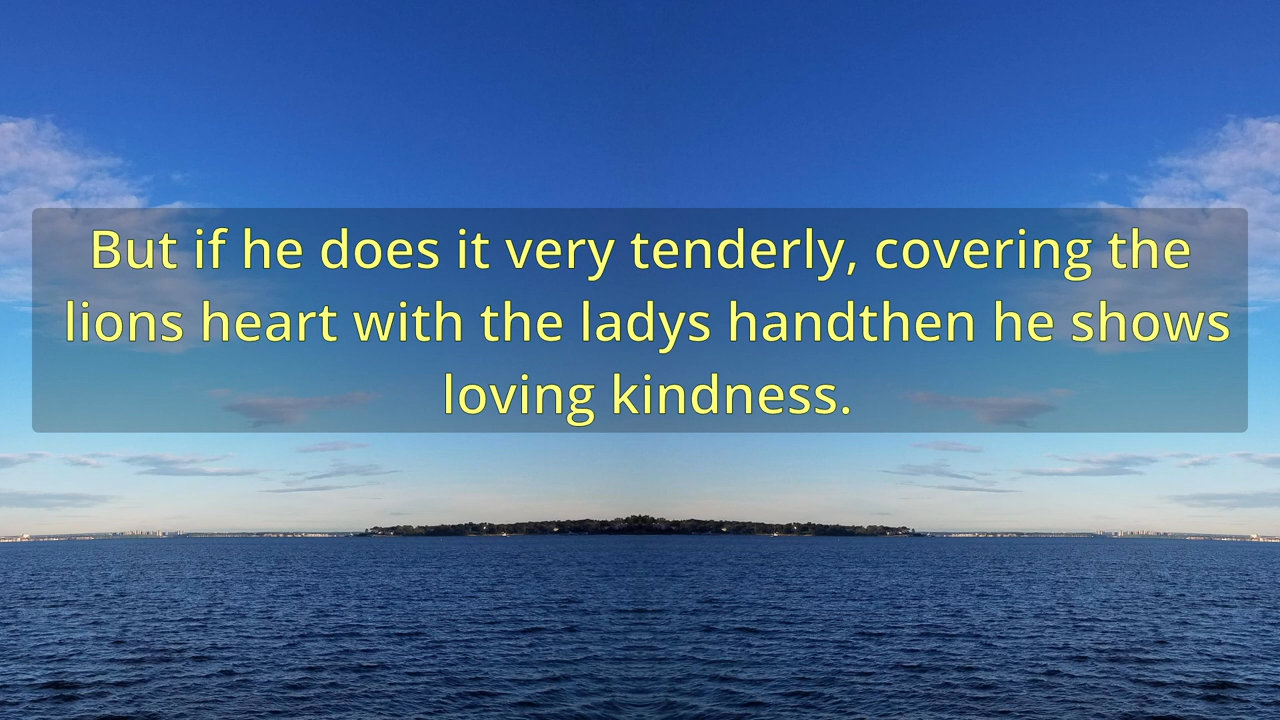 But if he does it very tenderly, covering the
lions heart with the ladys handthen he shows
loving kindness.